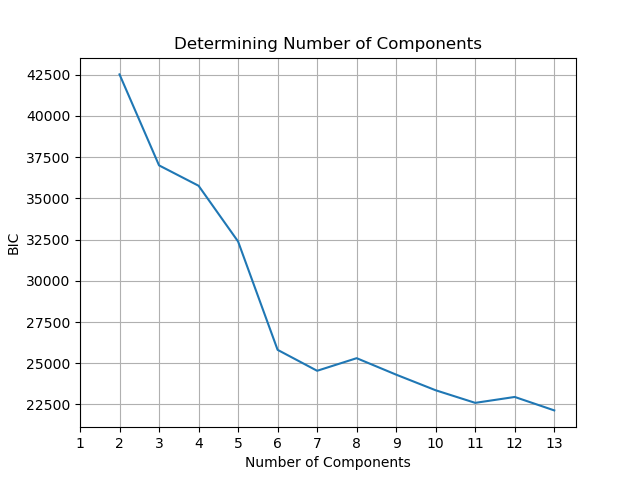 Determining Number of Components
42500
40000
37500
35000
32500
30000
27500
25000
22500
BIC
1 2 3 4 5 6 7 8 9 10 11 12 13
Number of Components